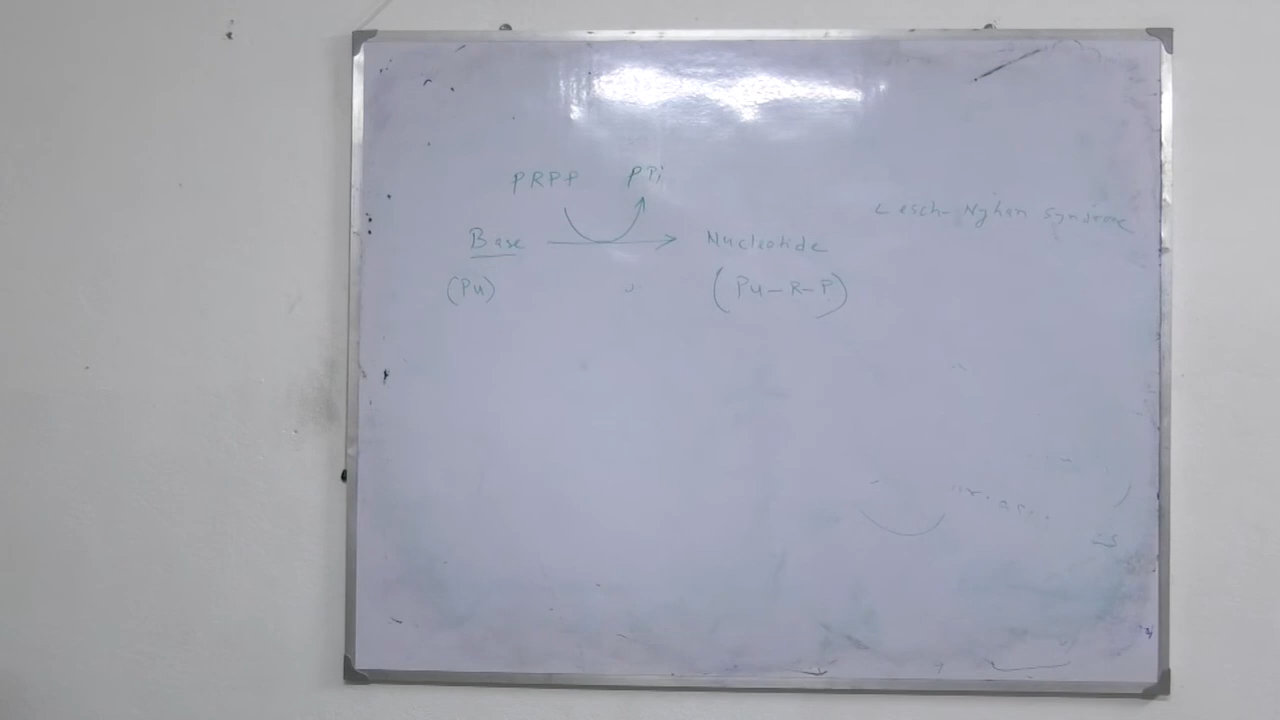 PRPP PPi
Base Nucleotide
(Pu) (Pu-R-P)
Lesch-Nyhan Syndrome